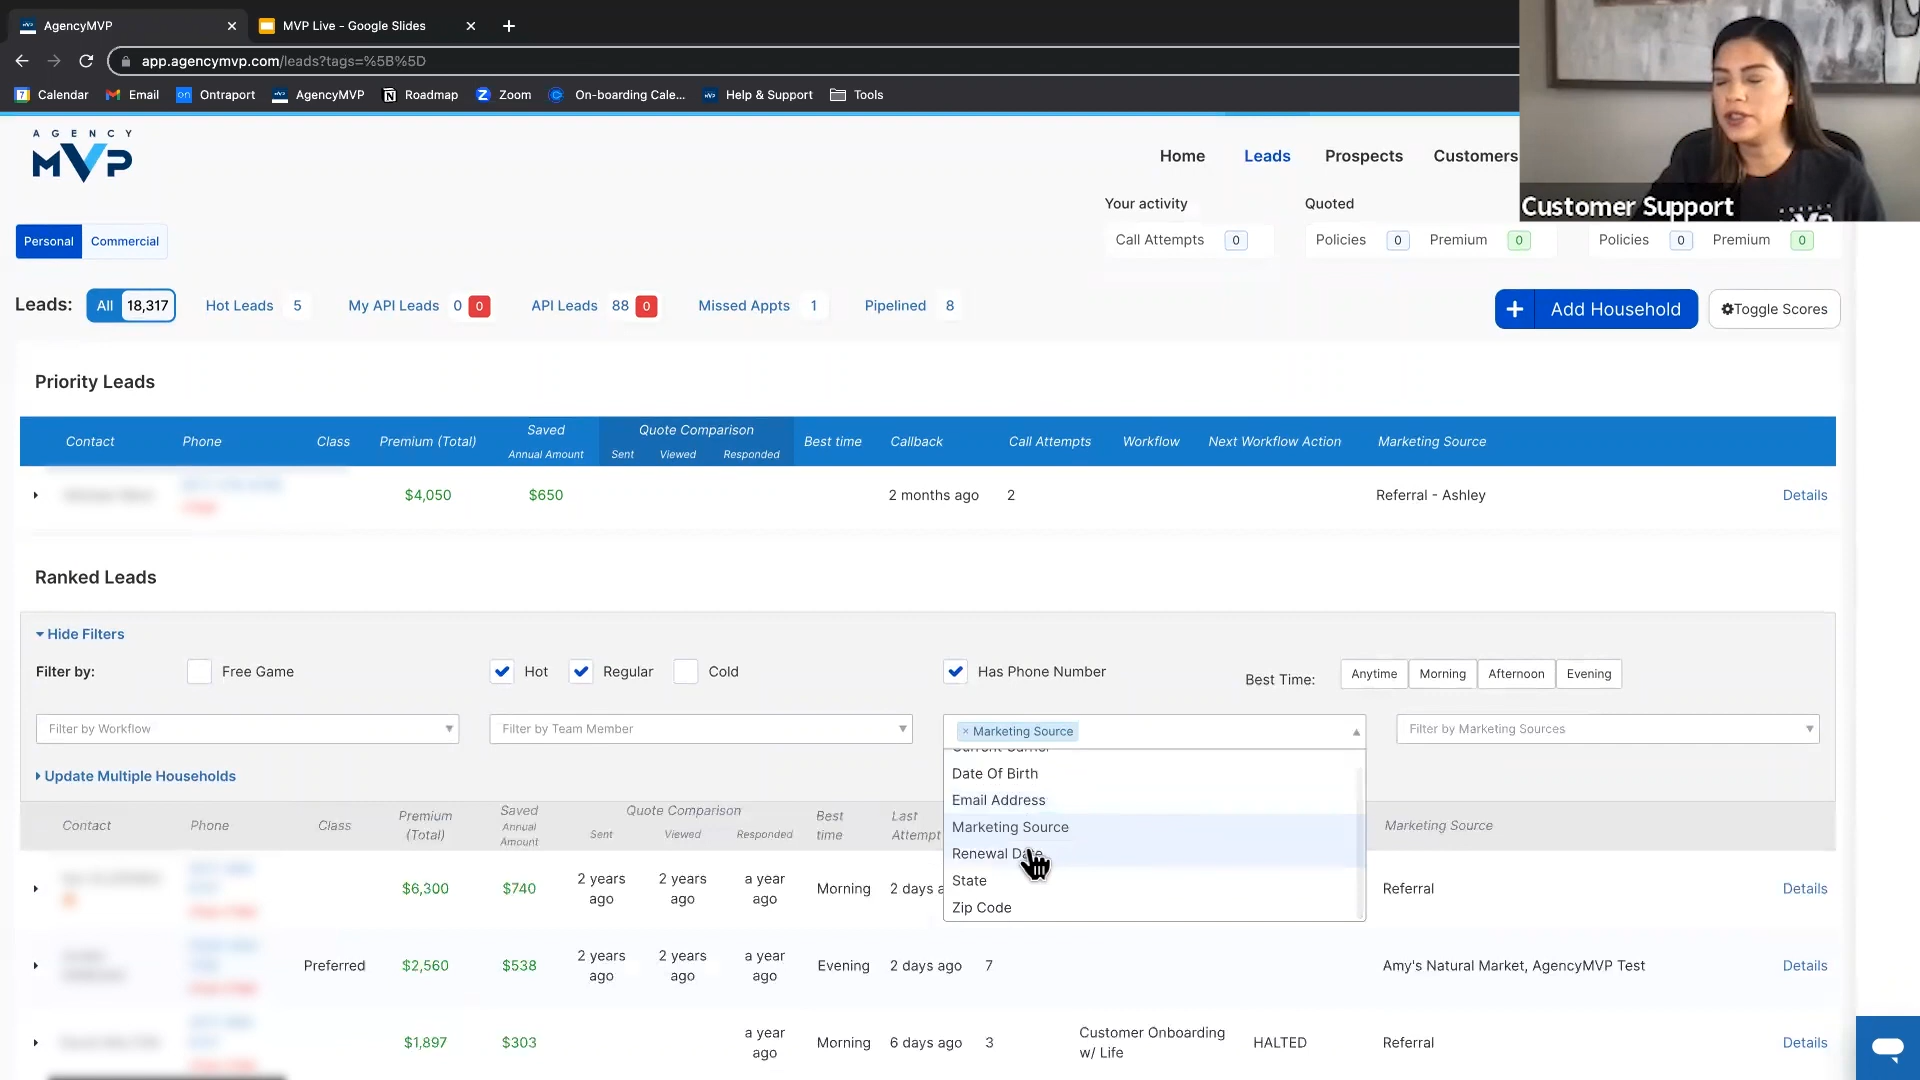 AgencyMVP
MVP Live - Google Slides
app.agencymvp.com/leads?tags=%5B%5D
Calendar Email Ontraport AgencyMVP Roadmap Zoom On-boarding Cale... Help & Support Tools
AGENCY
MVP
Home Leads Prospects Customers
Customer Support
Your activity Quoted
Call Attempts 0 Policies 0 Premium 0 Policies 0 Premium 0
Personal Commercial
Leads: All 18,317 Hot Leads 5 My API Leads 0 0 API Leads 88 0 Missed Appts 1 Pipelined 8
+ Add Household Toggle Scores
Priority Leads
Contact Phone Class Premium (Total) Saved Annual Amount Quote Comparison Sent Viewed Responded Best time Callback Call Attempts Workflow Next Workflow Action Marketing Source
$4,050 $650 2 months ago 2 Referral - Ashley Details
Ranked Leads
Hide Filters
Filter by: Free Game Hot Regular Cold Has Phone Number Best Time: Anytime Morning Afternoon Evening
Filter by Workflow Filter by Team Member × Marketing Source Filter by Marketing Sources
Date Of Birth
Email Address
Marketing Source
Renewal Date
State
Zip Code
Update Multiple Households
Contact Phone Class Premium (Total) Saved Annual Amount Quote Comparison Sent Viewed Responded Best time Last Attempt Marketing Source
$6,300 $740 2 years ago 2 years ago a year ago Morning 2 days a Referral Details
Preferred $2,560 $538 2 years ago 2 years ago a year ago Evening 2 days ago 7 Amy's Natural Market, AgencyMVP Test Details
$1,897 $303 a year ago Morning 6 days ago 3 Customer Onboarding w/ Life HALTED Referral Details